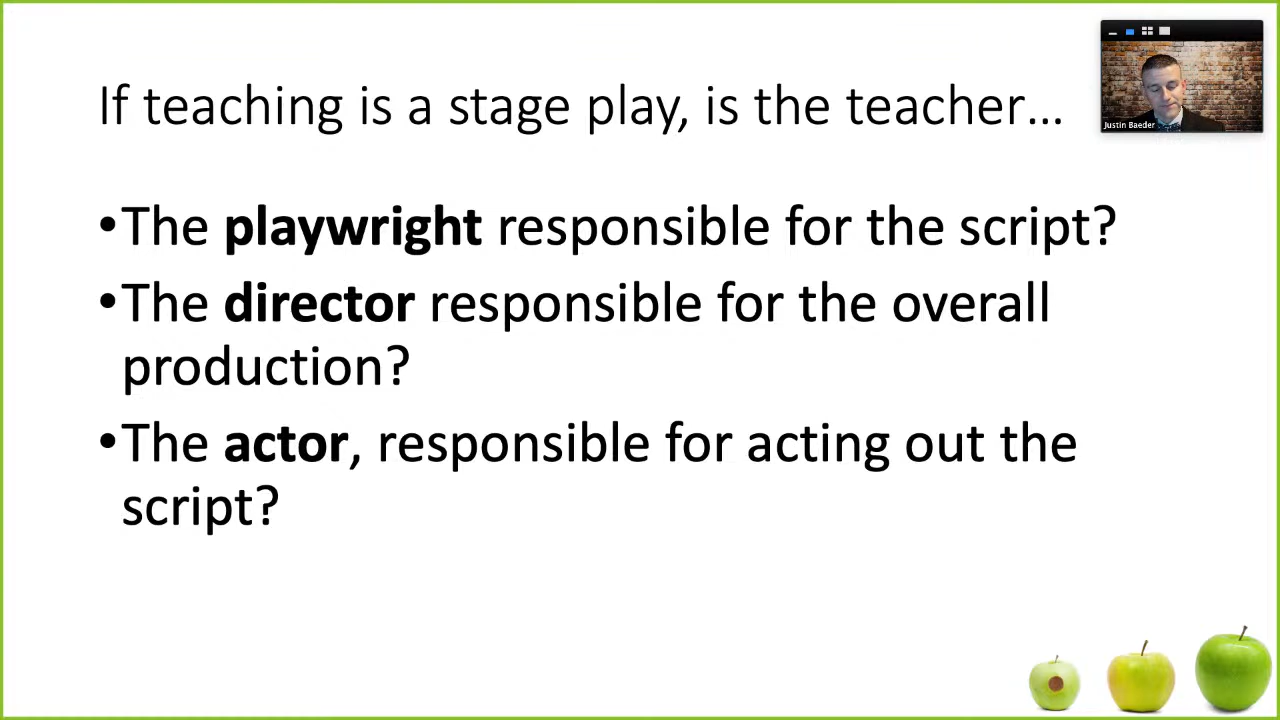 If teaching is a stage play, is the teacher…
•The playwright responsible for the script?
•The director responsible for the overall
production?
•The actor, responsible for acting out the
script?
Justin Baeder